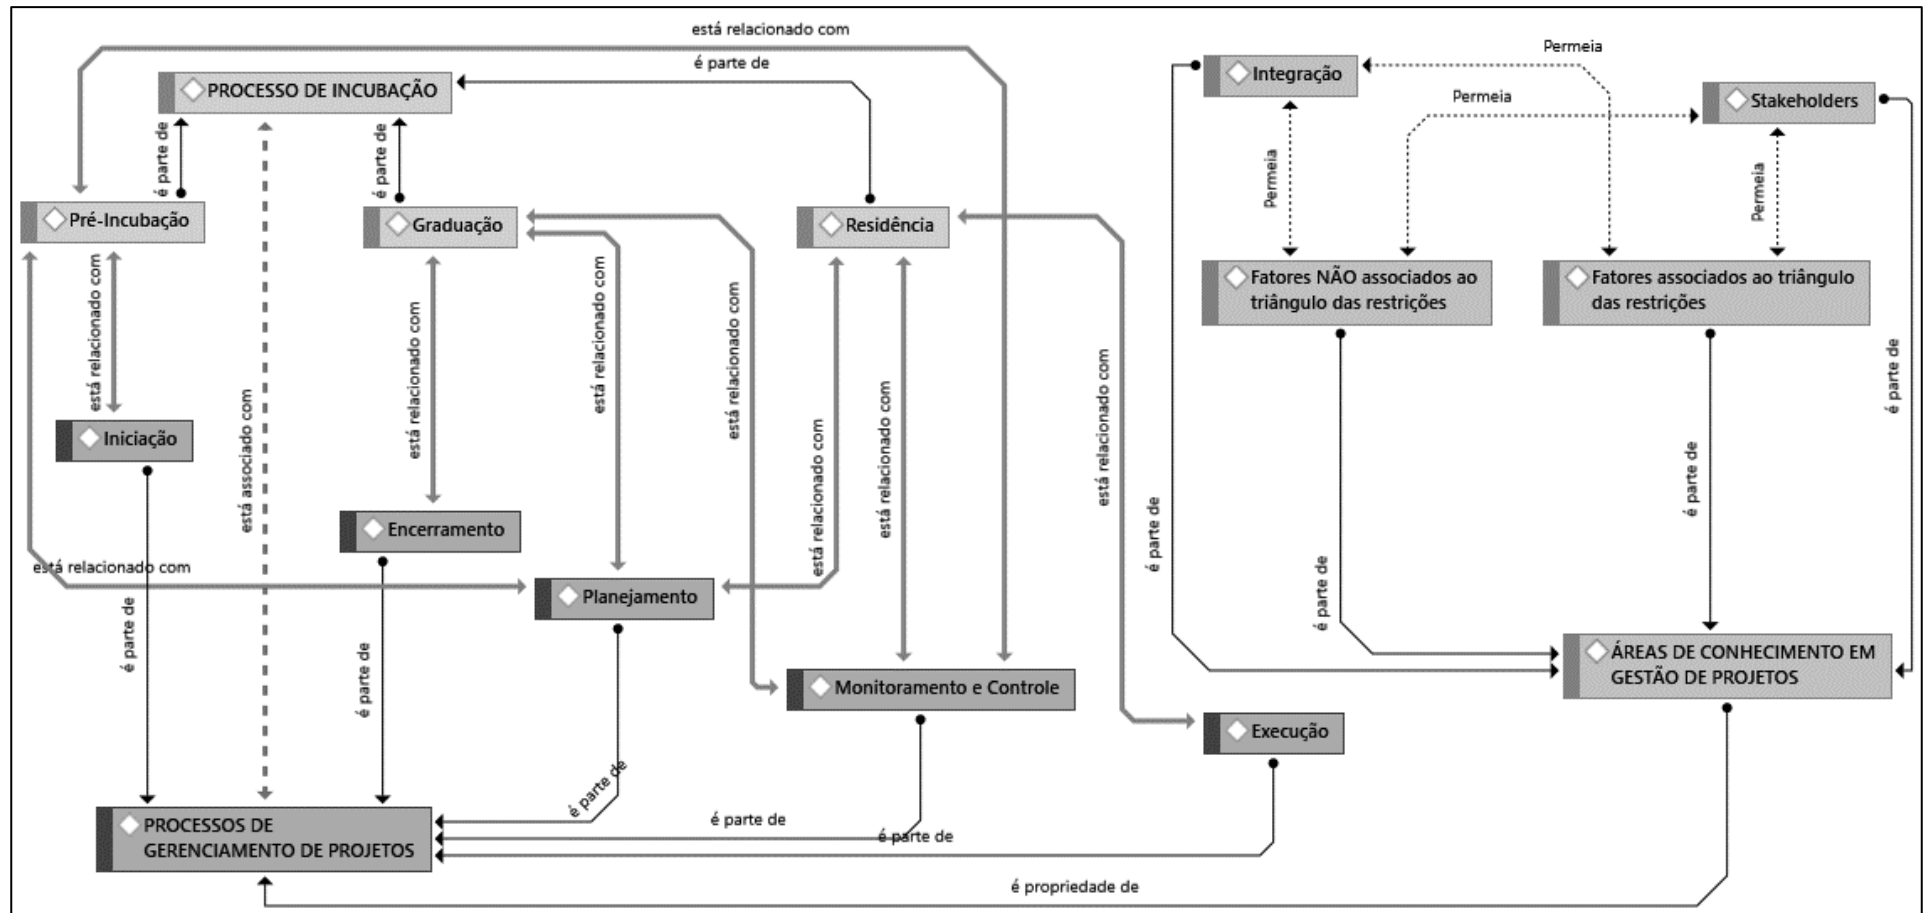 está relacionado com
é parte de
Permeia
Integração
PROCESSO DE INCUBAÇÃO
Permeia
Stakeholders
é parte de
é parte de
Permeia
Permeia
Pré-Incubação
Graduação
Residência
Fatores NÃO associados ao
triângulo das restrições
Fatores associados ao triângulo
das restrições
está relacionado com
está relacionado com
está relacionado com
está relacionado com
está relacionado com
está relacionado com
está relacionado com
é parte de
Iniciação
está associado com
é parte de
é parte de
Encerramento
está relacionado com
Planejamento
é parte de
é parte de
é parte de
ÁREAS DE CONHECIMENTO EM
GESTÃO DE PROJETOS
Monitoramento e Controle
Execução
é parte de
PROCESSOS DE
GERENCIAMENTO DE PROJETOS
é parte de
é parte de
é propriedade de